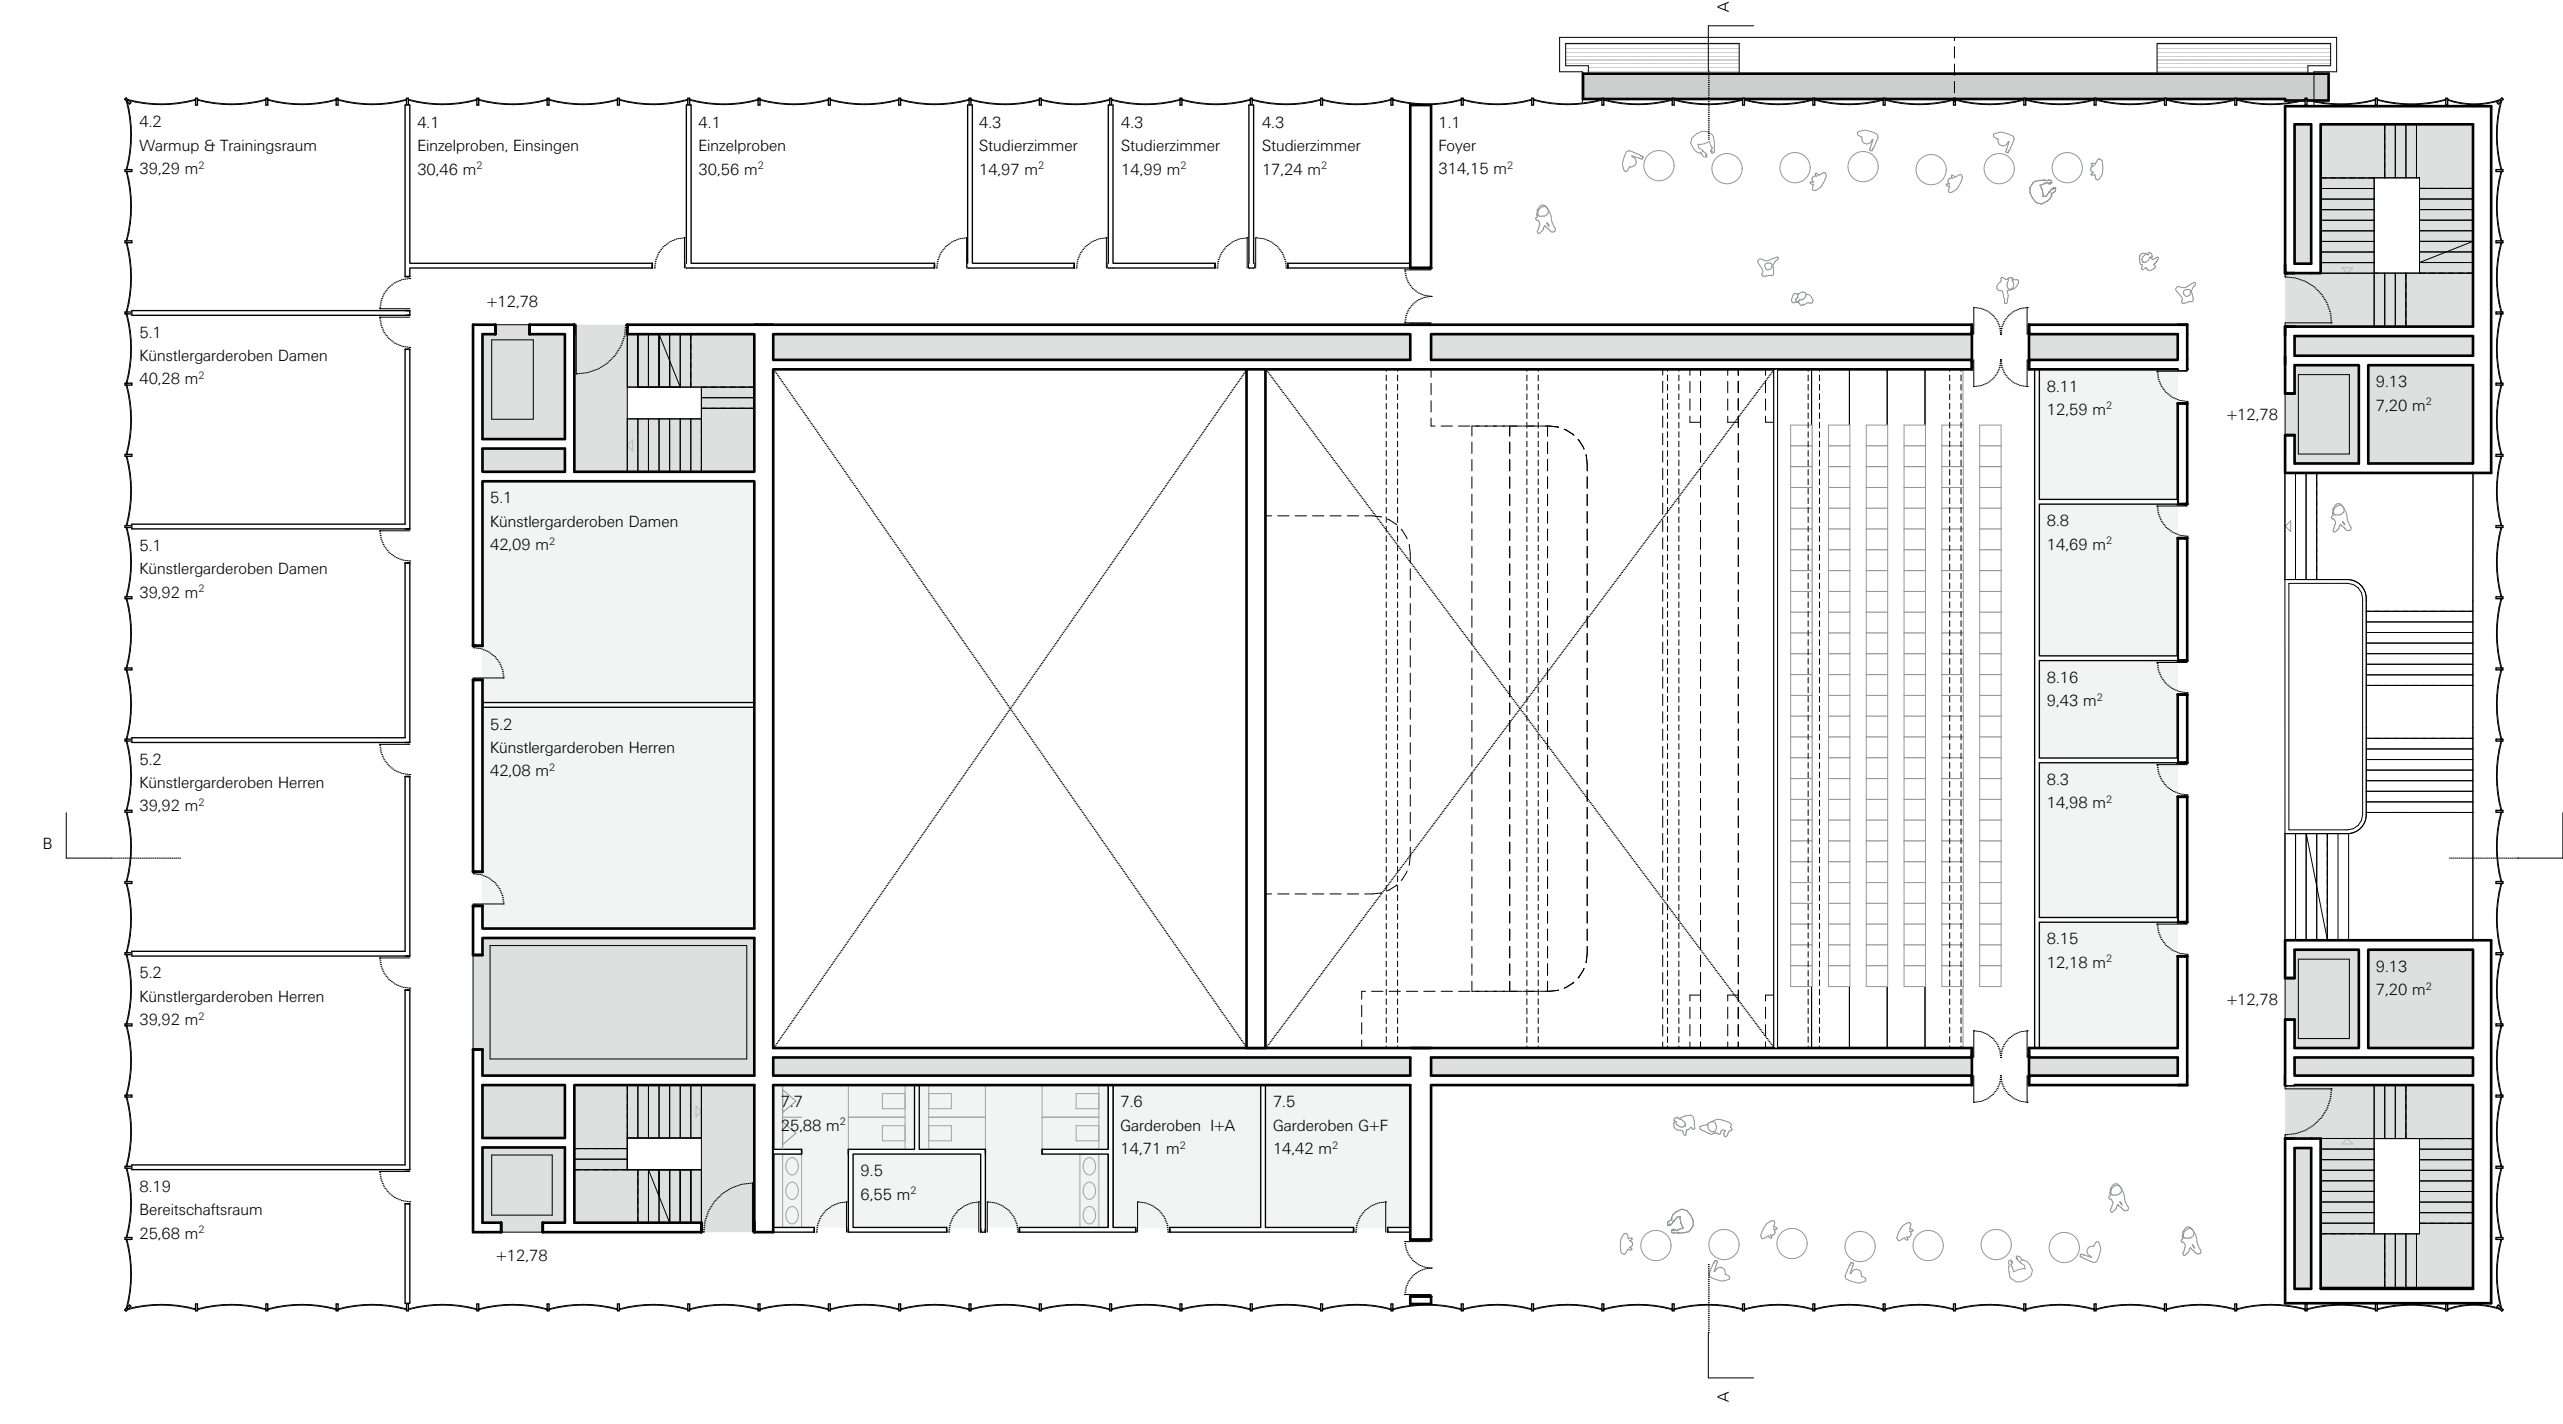 A
4.2
Warmup & Trainingsraum
39,29 m²
4.1
Einzelproben, Einsingen
30,46 m²
4.1
Einzelproben
30,56 m²
4.3
Studierzimmer
14,97 m²
4.3
Studierzimmer
14,99 m²
4.3
Studierzimmer
17,24 m²
1.1
Foyer
314,15 m²
+12,78
5.1
Künstlergarderoben Damen
40,28 m²
8.11
12,59 m²
+12,78
9.13
7,20 m²
5.1
Künstlergarderoben Damen
42,09 m²
8.8
14,69 m²
5.1
Künstlergarderoben Damen
39,92 m²
8.16
9,43 m²
5.2
Künstlergarderoben Herren
42,08 m²
5.2
Künstlergarderoben Herren
39,92 m²
8.3
14,98 m²
B
8.15
12,18 m²
5.2
Künstlergarderoben Herren
39,92 m²
+12,78
9.13
7,20 m²
7.7
25,88 m²
9.5
6,55 m²
7.6
Garderoben I+A
14,71 m²
7.5
Garderoben G+F
14,42 m²
8.19
Bereitschaftsraum
25,68 m²
+12,78
A